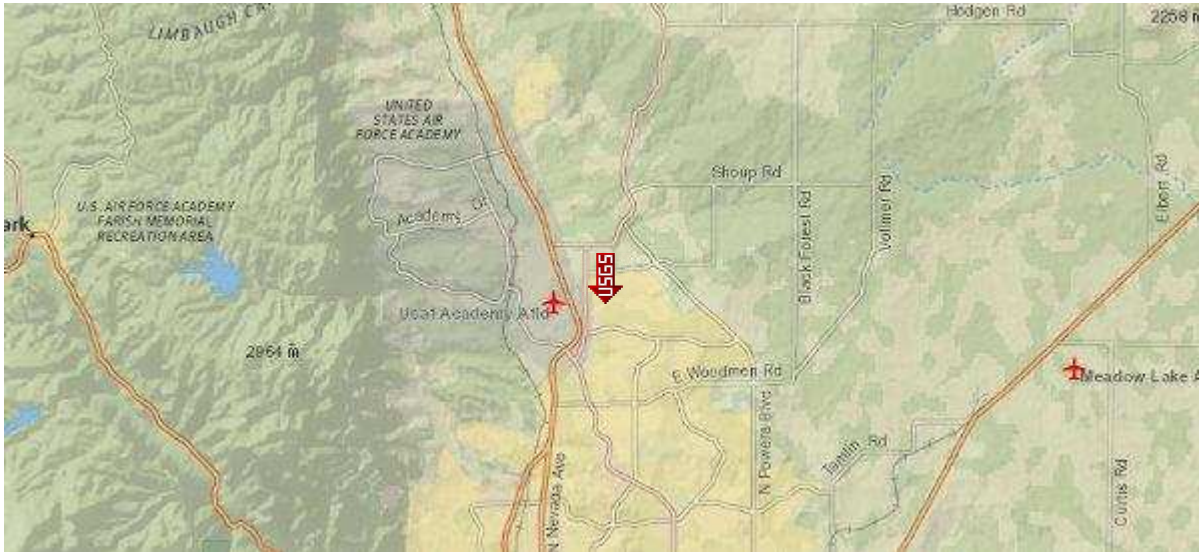 Hodgen Rd
2258 m
LIMBAUGH CA
UNITED
STATES AIR
FORCE ACADEMY
Shoup Rd
Elbert Rd
Vollmer Rd
Black Forest Rd
U.S. AIR FORCE ACADEMY
FARISH MEMORIAL
RECREATION AREA
Academy Dr
ark
USGS
Usaf Academy Afld
2964 m
E Woodmen Rd
Meadow Lake A
N Powers Blvd
Tamlin Rd
N Nevada Ave
Curtis Rd